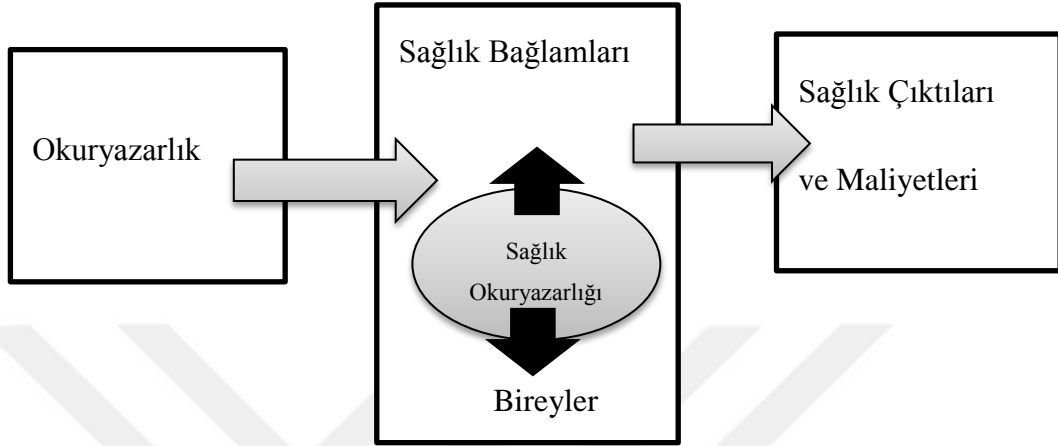 Okuryazarlık
Sağlık Bağlamları
Sağlık
Okuryazarlığı
Bireyler
Sağlık Çıktıları
ve Maliyetleri